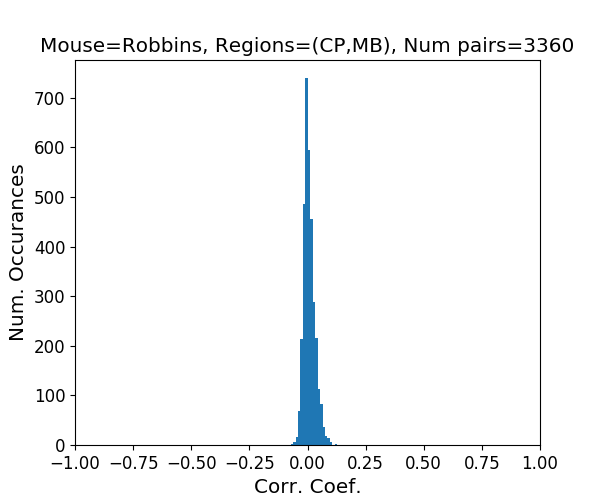 Mouse=Robbins, Regions=(CP,MB), Num pairs=3360
Num. Occurances
700
600
500
400
300
200
100
0
−1.00 −0.75 −0.50 −0.25 0.00 0.25 0.50 0.75 1.00
Corr. Coef.